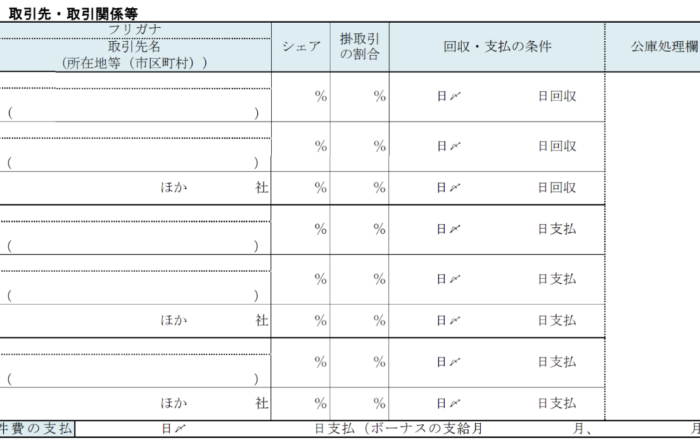 取引先・取引関係等
フリガナ
取引先名
(所在地等（市区町村）)
シェア
掛取引
の割合
回収・支払の条件
公庫処理欄
% % 日〆 日回収
( )
% % 日〆 日回収
( )
ほか 社 % % 日〆 日回収
% % 日〆 日支払
( )
% % 日〆 日支払
( )
ほか 社 % % 日〆 日支払
% % 日〆 日支払
( )
ほか 社 % % 日〆 日支払
件費の支払 日〆 日支払（ボーナスの支給月 月、 月